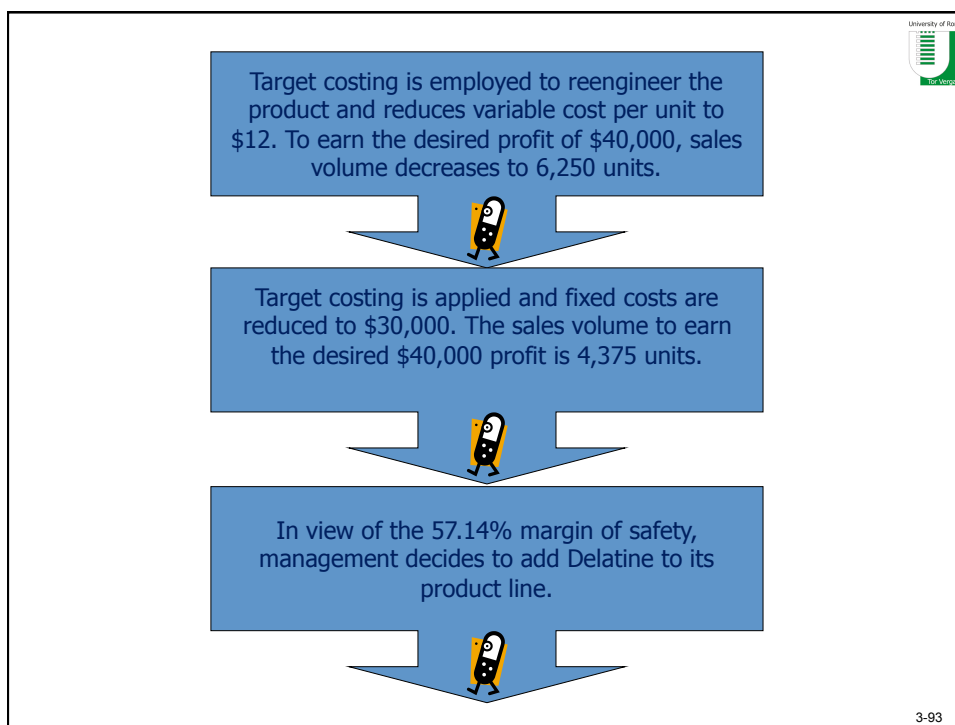 University of Ro
Tor Verga
Target costing is employed to reengineer the
product and reduces variable cost per unit to
$12. To earn the desired profit of $40,000, sales
volume decreases to 6,250 units.
Target costing is applied and fixed costs are
reduced to $30,000. The sales volume to earn
the desired $40,000 profit is 4,375 units.
In view of the 57.14% margin of safety,
management decides to add Delatine to its
product line.
3-93